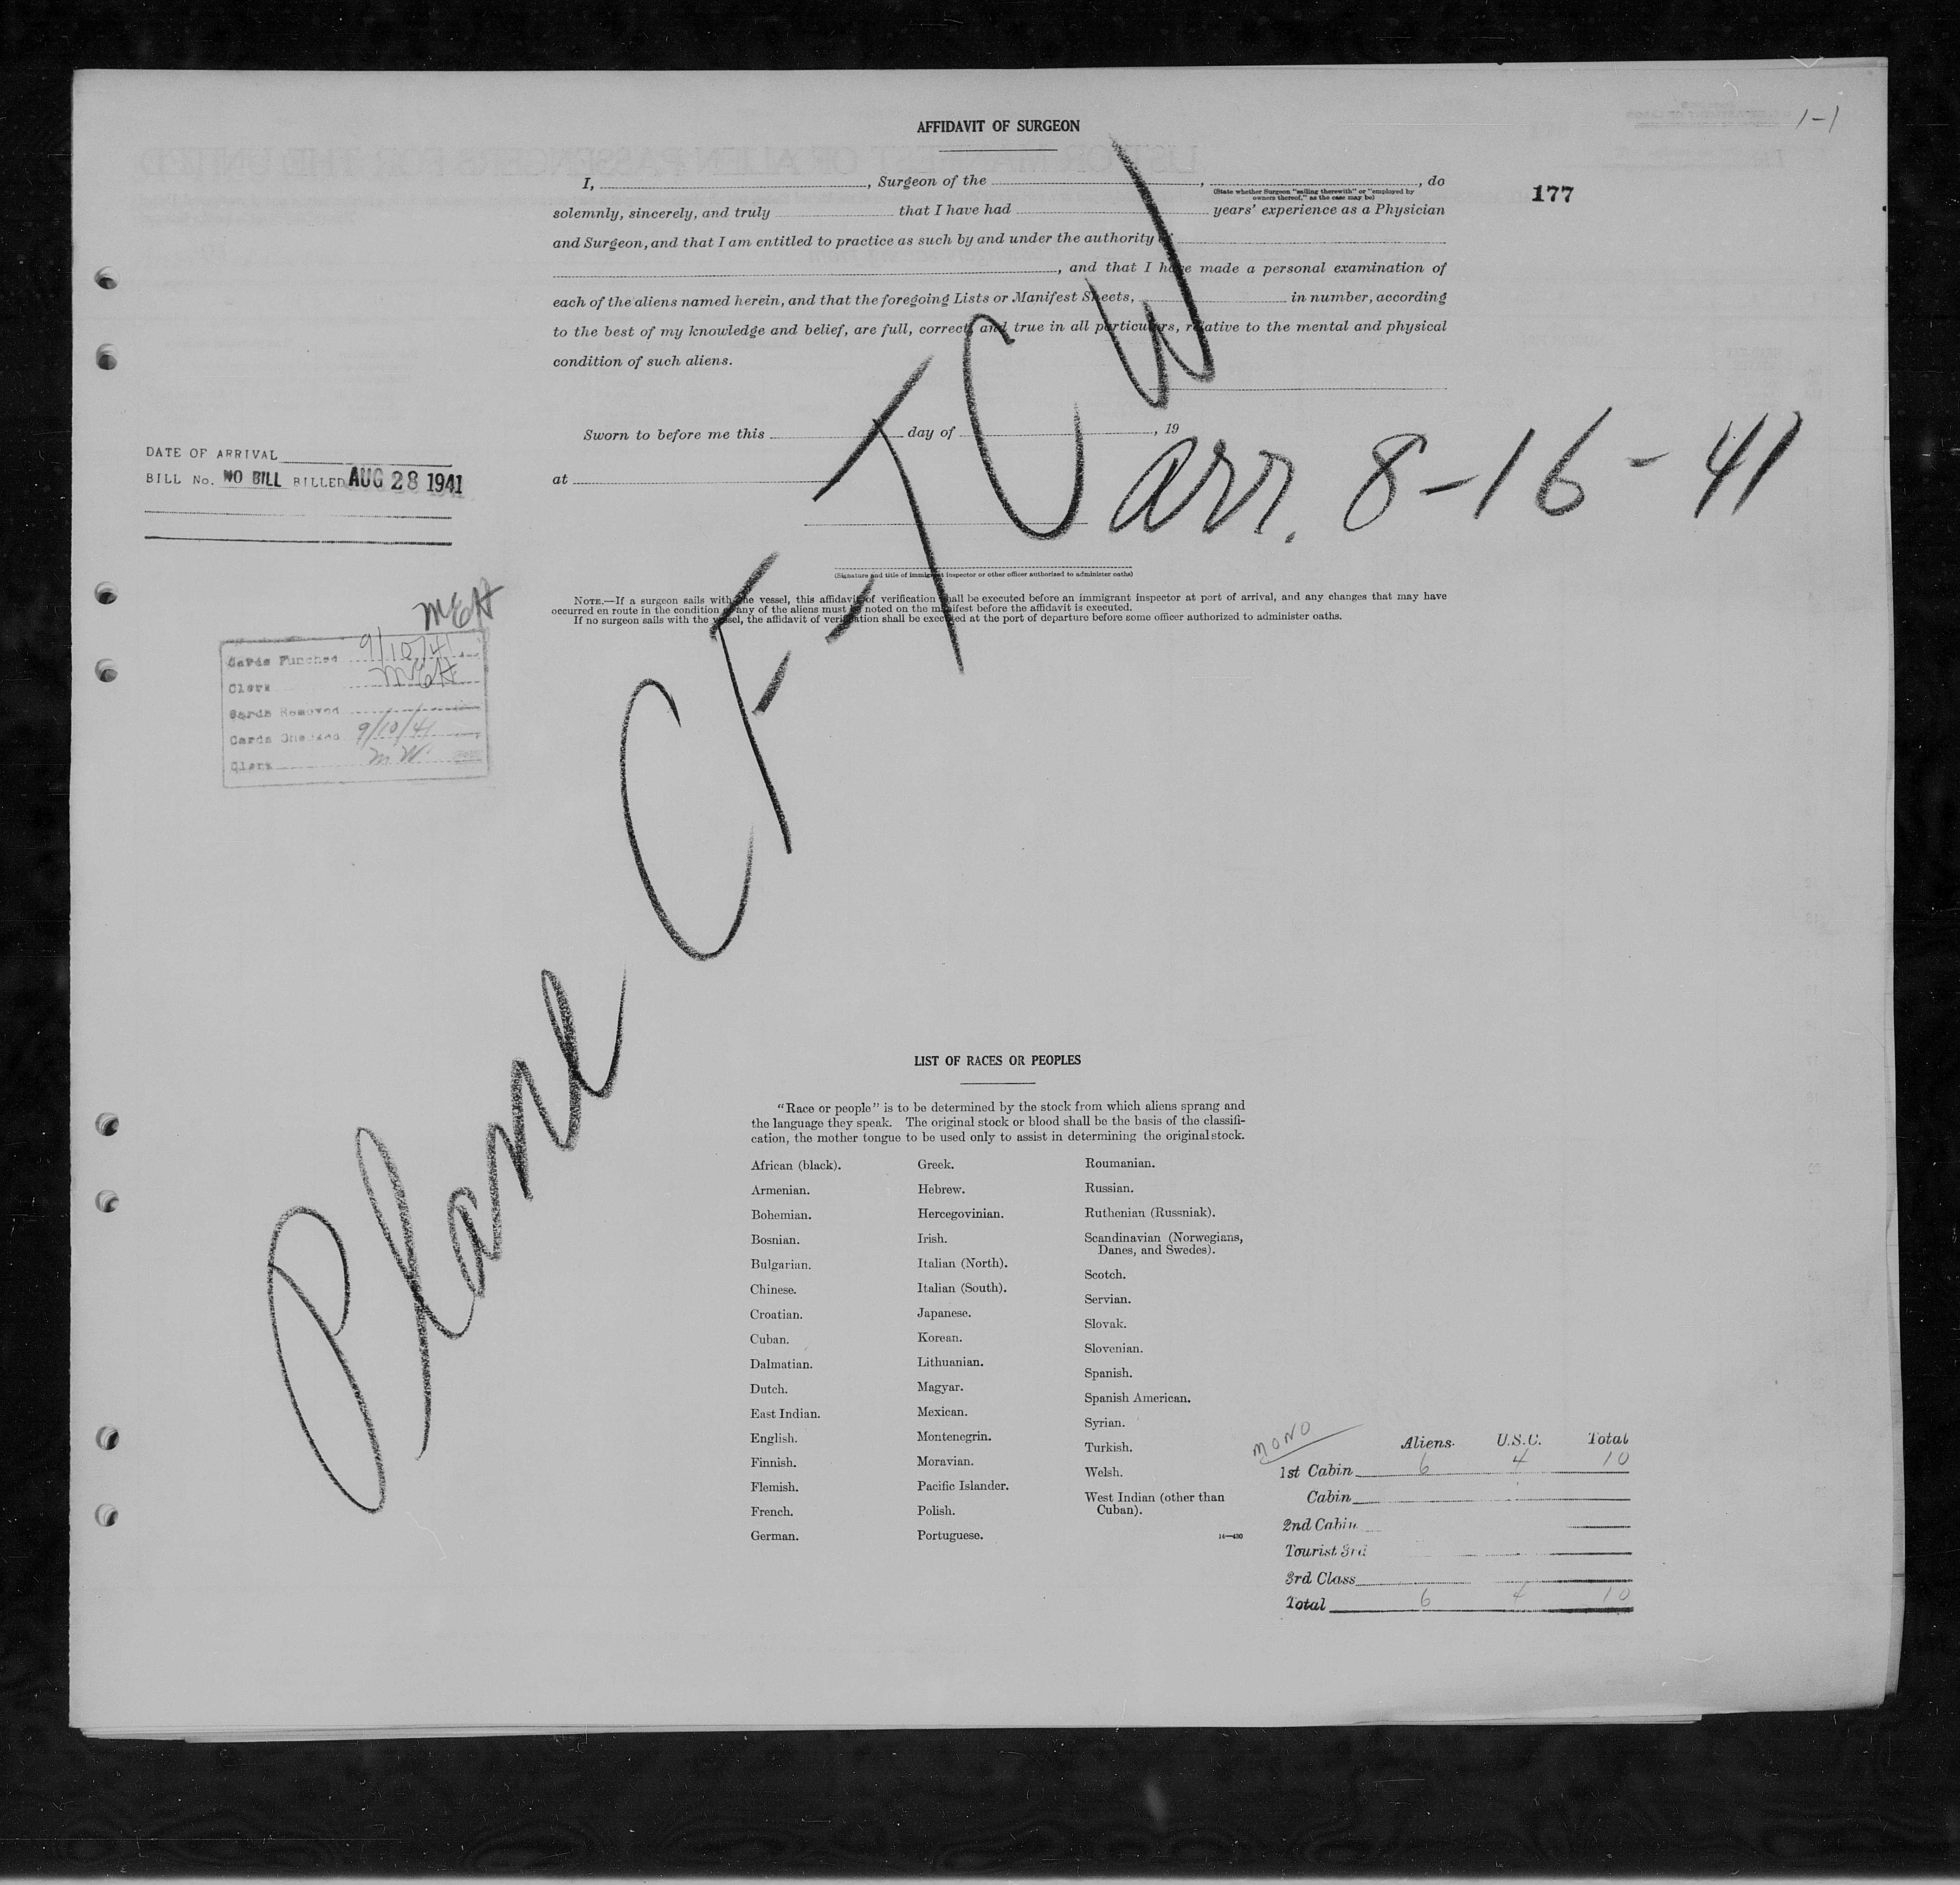 1-1
AFFIDAVIT OF SURGEON
177
I, , Surgeon of the , , do
(State whether Surgeon "sailing therewith" or "employed by
owners thereof," as the case may be)
solemnly, sincerely, and truly that I have had years' experience as a Physician
and Surgeon, and that I am entitled to practice as such by and under the authority of
, and that I have made a personal examination of
each of the aliens named herein, and that the foregoing Lists or Manifest Sheets, in number, according
to the best of my knowledge and belief, are full, correct, and true in all particulars, relative to the mental and physical
condition of such aliens.
Sworn to before me this day of , 19
at
(Signature and title of immigrant inspector or other officer authorized to administer oaths)
NOTE.—If a surgeon sails with the vessel, this affidavit of verification shall be executed before an immigrant inspector at port of arrival, and any changes that may have
occurred en route in the condition of any of the aliens must be noted on the manifest before the affidavit is executed.
If no surgeon sails with the vessel, the affidavit of verification shall be executed at the port of departure before some officer authorized to administer oaths.
Plane CF-TCW
arr. 8-16-41
DATE OF ARRIVAL
BILL No. NO BILL BILLED AUG 28 1941
MEH
Cards Punched 9/10/41
Clerk MEH
Cards Removed
Cards Checked 9/10/41
Clerk MW
LIST OF RACES OR PEOPLES
"Race or people" is to be determined by the stock from which aliens sprang and
the language they speak. The original stock or blood shall be the basis of the classifi-
cation, the mother tongue to be used only to assist in determining the original stock.
African (black).
Armenian.
Bohemian.
Bosnian.
Bulgarian.
Chinese.
Croatian.
Cuban.
Dalmatian.
Dutch.
East Indian.
English.
Finnish.
Flemish.
French.
German.
Greek.
Hebrew.
Hercegovinian.
Irish.
Italian (North).
Italian (South).
Japanese.
Korean.
Lithuanian.
Magyar.
Mexican.
Montenegrin.
Moravian.
Pacific Islander.
Polish.
Portuguese.
Roumanian.
Russian.
Ruthenian (Russniak).
Scandinavian (Norwegians,
Danes, and Swedes).
Scotch.
Servian.
Slovak.
Slovenian.
Spanish.
Spanish American.
Syrian.
Turkish.
Welsh.
West Indian (other than
Cuban).
14—430
MONO
Aliens. U.S.C. Total
1st Cabin 6 4 10
Cabin
2nd Cabin
Tourist 3rd
3rd Class
Total 6 4 10